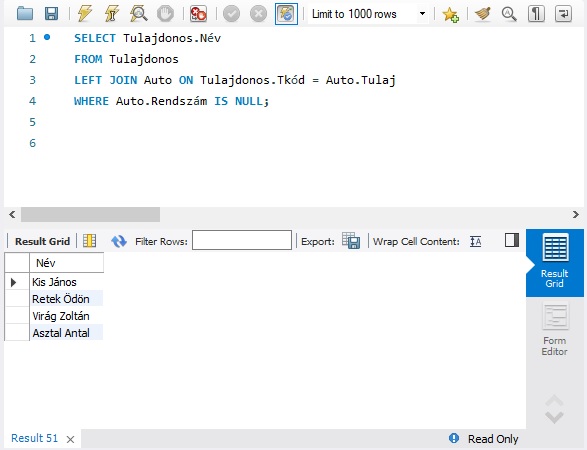 Limit to 1000 rows
1 SELECT Tulajdonos.Név
2 FROM Tulajdonos
3 LEFT JOIN Auto ON Tulajdonos.Tkód = Auto.Tulaj
4 WHERE Auto.Rendszám IS NULL;
5
6
Result Grid Filter Rows: Export: Wrap Cell Content:
Név
Kis János
Retek Ödön
Virág Zoltán
Asztal Antal
Result
Grid
Form
Editor
Result 51 Read Only